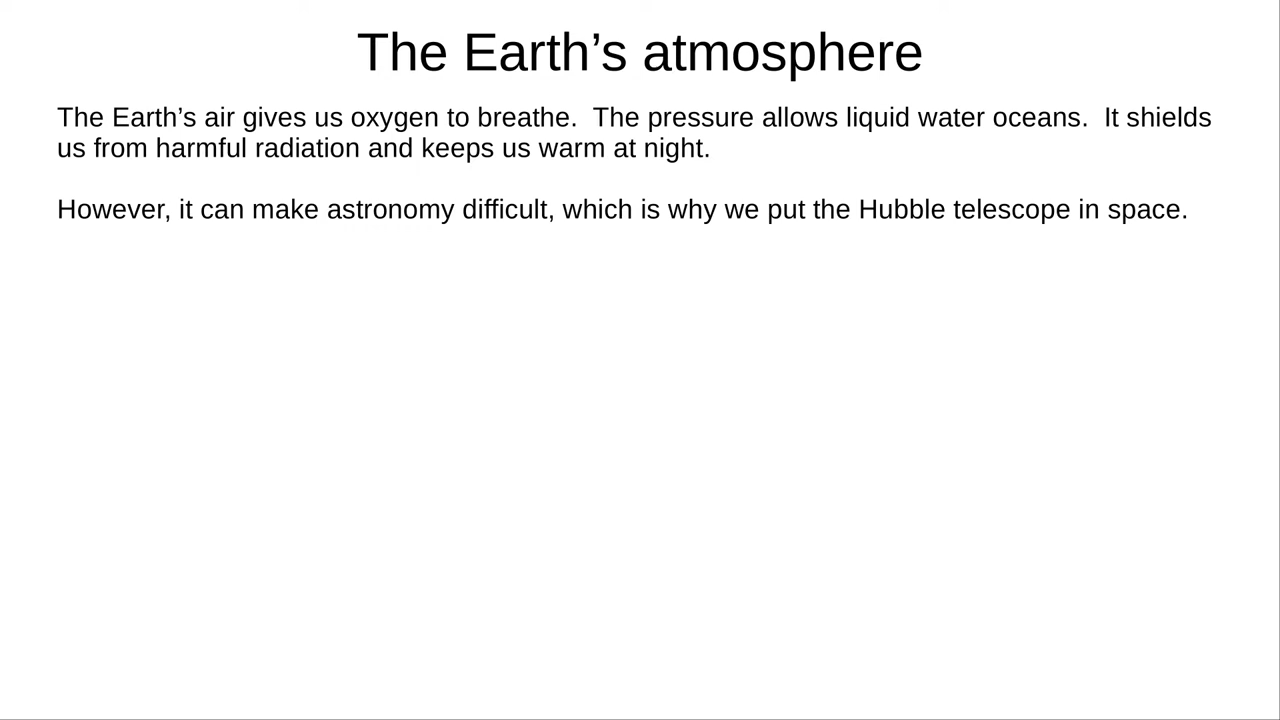 The Earth’s atmosphere
The Earth’s air gives us oxygen to breathe.  The pressure allows liquid water oceans.  It shields
us from harmful radiation and keeps us warm at night.
However, it can make astronomy difficult, which is why we put the Hubble telescope in space.